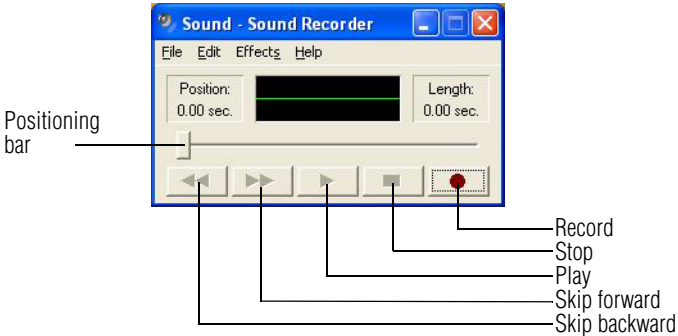 Sound - Sound Recorder
File Edit Effects Help
Position:
0.00 sec.
Length:
0.00 sec.
Positioning
bar
Record
Stop
Play
Skip forward
Skip backward